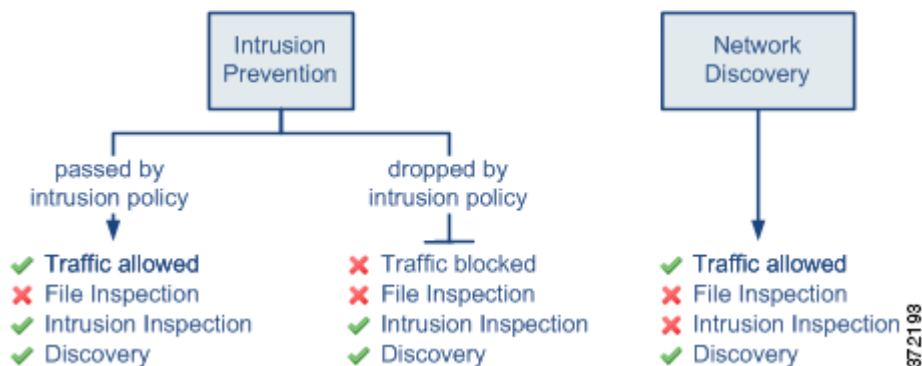 Intrusion
Prevention
Network
Discovery
passed by
intrusion policy
dropped by
intrusion policy
Traffic allowed
File Inspection
Intrusion Inspection
Discovery
Traffic blocked
File Inspection
Intrusion Inspection
Discovery
Traffic allowed
File Inspection
Intrusion Inspection
Discovery
372193